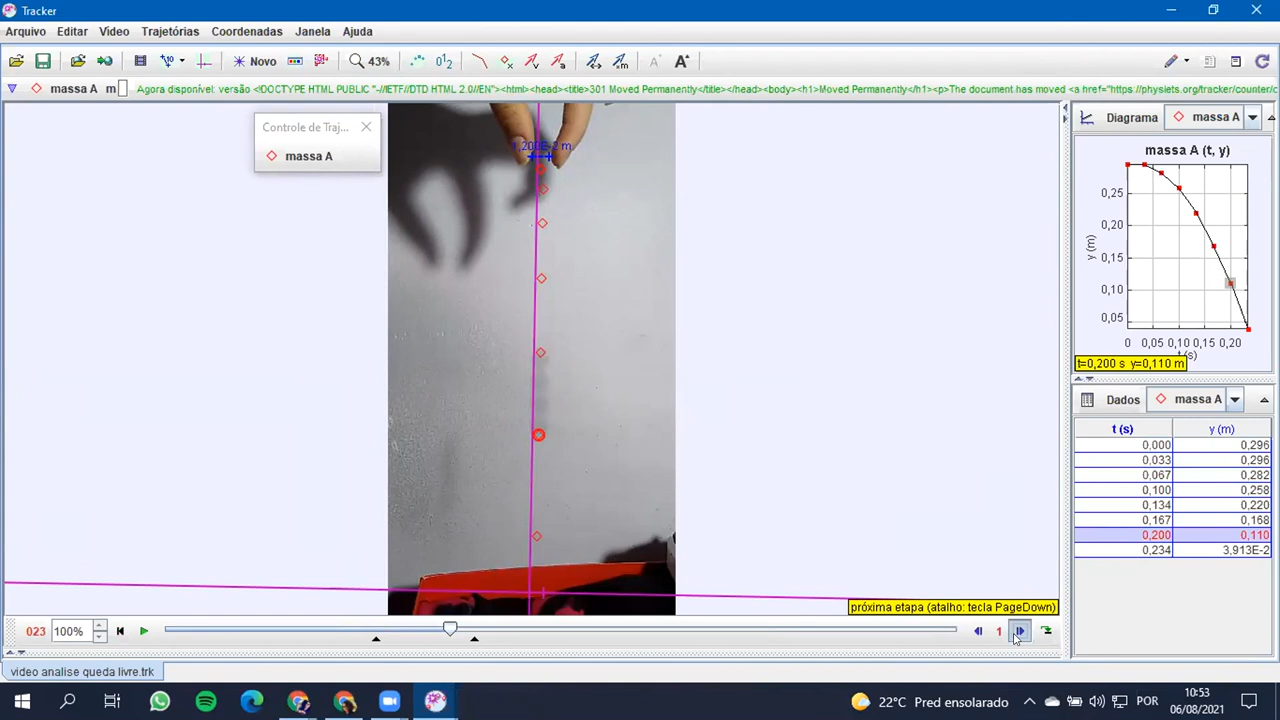 Tracker
Arquivo Editar Vídeo Trajetórias Coordenadas Janela Ajuda
Novo 43%
massa A m Agora disponível: versão <!DOCTYPE HTML PUBLIC "-//IETF//DTD HTML 2.0//EN"><html><head><title>301 Moved Permanently</title></head><body><h1>Moved Permanently</h1><p>The document has moved <a href="https://physlets.org/tracker/counter/c
Controle de Traj...
massa A
1,200E-2 m
Diagrama massa A
massa A (t, y)
y (m)
0,25
0,20
0,15
0,10
0,05
0 0,05 0,10 0,15 0,20
t (s)
t=0,200 s y=0,110 m
Dados massa A
t (s) y (m)
0,000 0,296
0,033 0,296
0,067 0,282
0,100 0,258
0,134 0,220
0,167 0,168
0,200 0,110
0,234 3,913E-2
próxima etapa (atalho: tecla PageDown)
023 100% 1
video analise queda livre.trk
22°C Pred ensolarado POR 10:53
06/08/2021